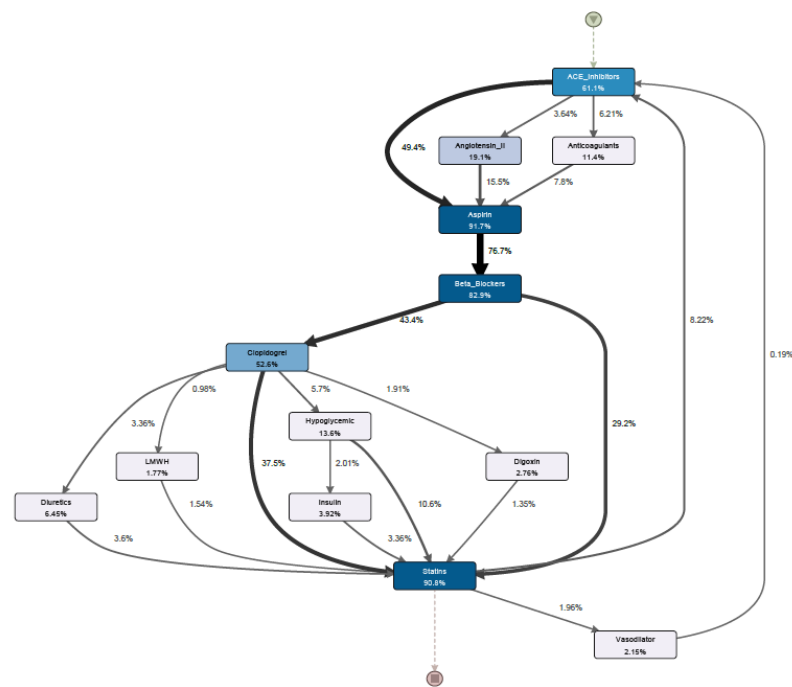 ACE_Inhibitors
61.1%
3.64%
6.21%
49.4%
Angiotensin_II
19.1%
Anticoagulants
11.4%
15.5%
7.8%
Aspirin
91.7%
76.7%
Beta_Blockers
82.9%
43.4%
8.22%
0.19%
Clopidogrel
52.6%
0.98%
5.7%
1.91%
3.36%
Hypoglycemic
13.6%
29.2%
LMWH
1.77%
37.5%
2.01%
Digoxin
2.76%
Diuretics
6.45%
1.54%
Insulin
3.92%
10.6%
1.35%
3.6%
3.36%
Statins
90.8%
1.96%
Vasodilator
2.15%